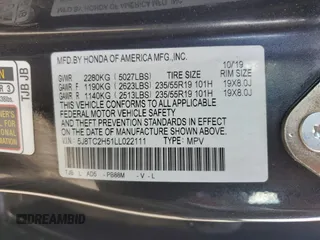 MFD. BY HONDA OF AMERICA MFG.,INC. 10/19
GVWR 2280KG (5027LBS) TIRE SIZE RIM SIZE
GAWR F 1190KG (2623LBS) 235/55R19 101H 19X8.0J
GAWR R 1140KG (2513LBS) 235/55R19 101H 19X8.0J
THIS VEHICLE CONFORMS TO ALL APPLICABLE
FEDERAL MOTOR VEHICLE SAFETY AND
THEFT PREVENTION STANDARDS IN EFFECT
ON THE DATE OF MANUFACTURE SHOWN ABOVE.
V.I.N.: 5J8TC2H51LL022111 TYPE: MPV
TJB L AD5 -V-L
TJB JB
DREAMBID